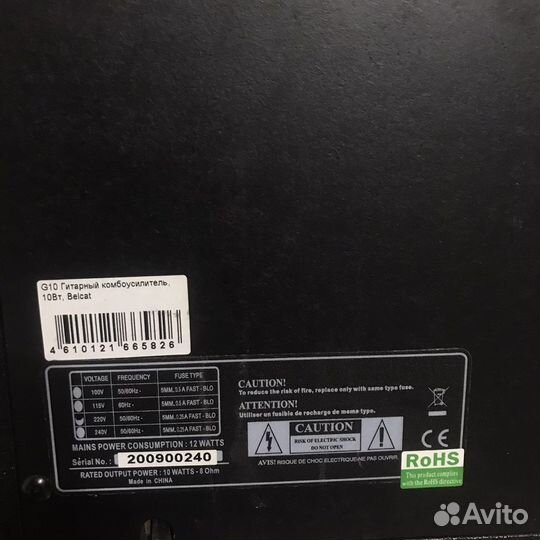 G10 Гитарный комбоусилитель,
10Вт, Belcat
4 610121 665826
VOLTAGE FREQUENCY FUSE TYPE
100V 50/60Hz~ 5MM, 0.5 A FAST - BLO
115V 60Hz~ 5MM, 0.5 A FAST - BLO
220V 50/60Hz~ 5MM, 0.25A FAST - BLO
240V 50/60Hz~ 5MM, 0.25A FAST - BLO
MAINS POWER CONSUMPTION : 12 WATTS
Sérial No.: 200900240
RATED OUTPUT POWER : 10 WATTS - 8 Ohm
Made in CHINA
CAUTION!
To reduce the risk of fire, replace only with same type fuse.
ATTENTION!
Utiliser un fusible de rechange de meme type.
CAUTION
RISK OF ELECTRIC SHOCK
DO NOT OPEN
AVIS! RISQUE DE CHOC ELECTRIQUE-NE PAS OUVRIR.
CE
RoHS
This product complies
with the RoHS directive
Avito